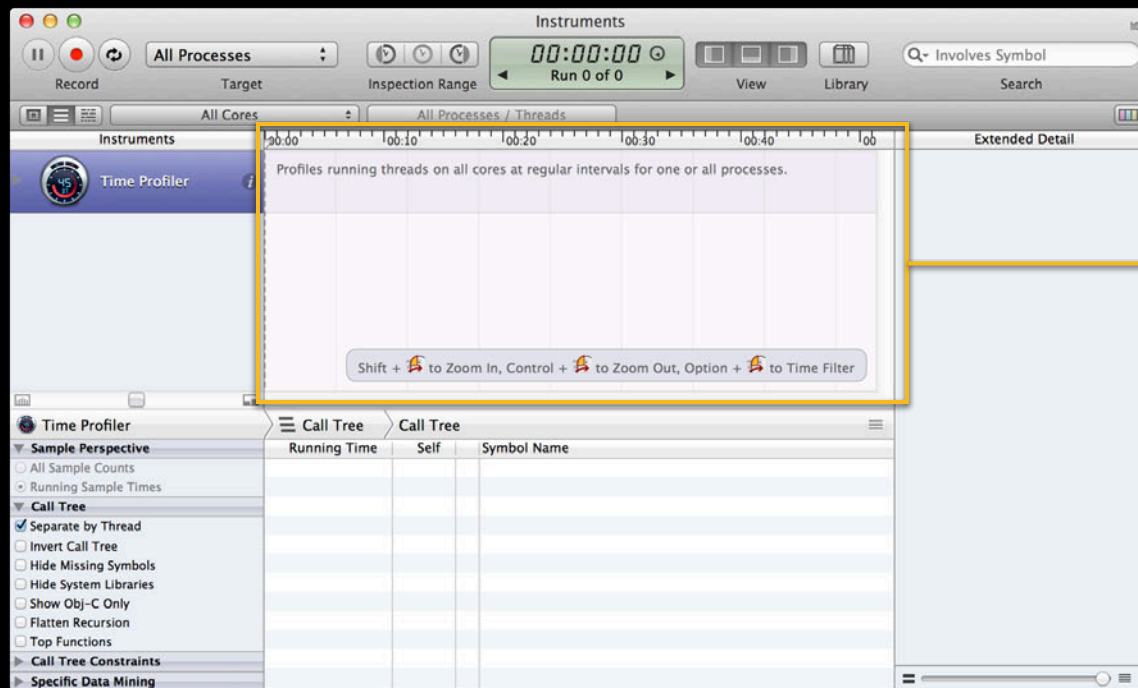 Instruments
All Processes
00:00:00
Run 0 of 0
Involves Symbol
Record
Target
Inspection Range
View
Library
Search
All Cores
All Processes / Threads
Instruments
00:00
00:10
00:20
00:30
00:40
00
Extended Detail
45
Time Profiler
i
Profiles running threads on all cores at regular intervals for one or all processes.
Shift + to Zoom In, Control + to Zoom Out, Option + to Time Filter
Time Profiler
Call Tree
Call Tree
Sample Perspective
Running Time
Self
Symbol Name
All Sample Counts
Running Sample Times
Call Tree
Separate by Thread
Invert Call Tree
Hide Missing Symbols
Hide System Libraries
Show Obj-C Only
Flatten Recursion
Top Functions
Call Tree Constraints
Specific Data Mining